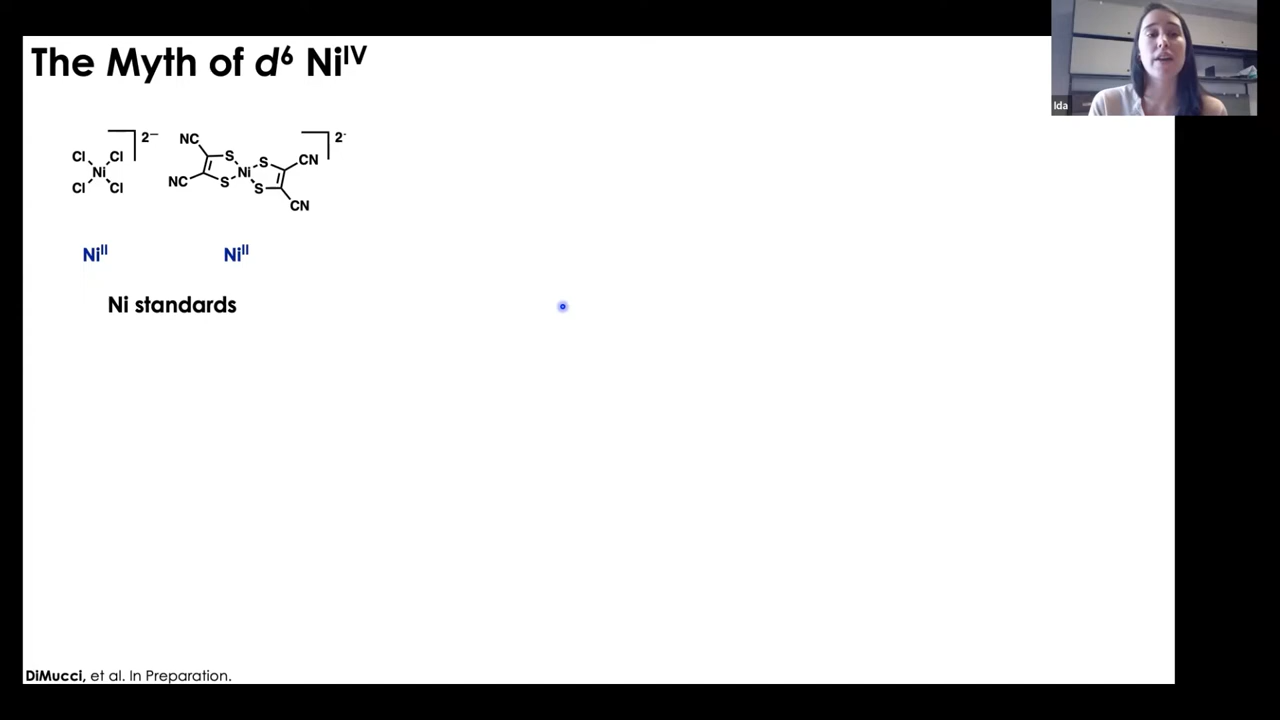 The Myth of d⁶ Niᴵⱽ
Ida
Cl Cl
Ni
Cl Cl
2–
NC
S
S
CN
Ni
NC
S
S
CN
2-
Niᴵᴵ Niᴵᴵ
Ni standards
DiMucci, et al. In Preparation.